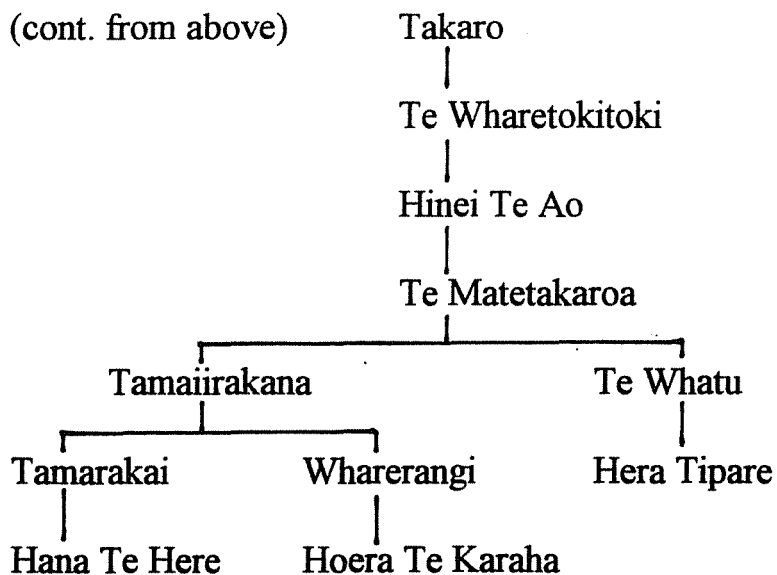 (cont. from above) Takaro
Te Wharetokitoki
Hinei Te Ao
Te Matetakaroa
Tamaiirakana Te Whatu
Tamarakai Wharerangi Hera Tipare
Hana Te Here Hoera Te Karaha